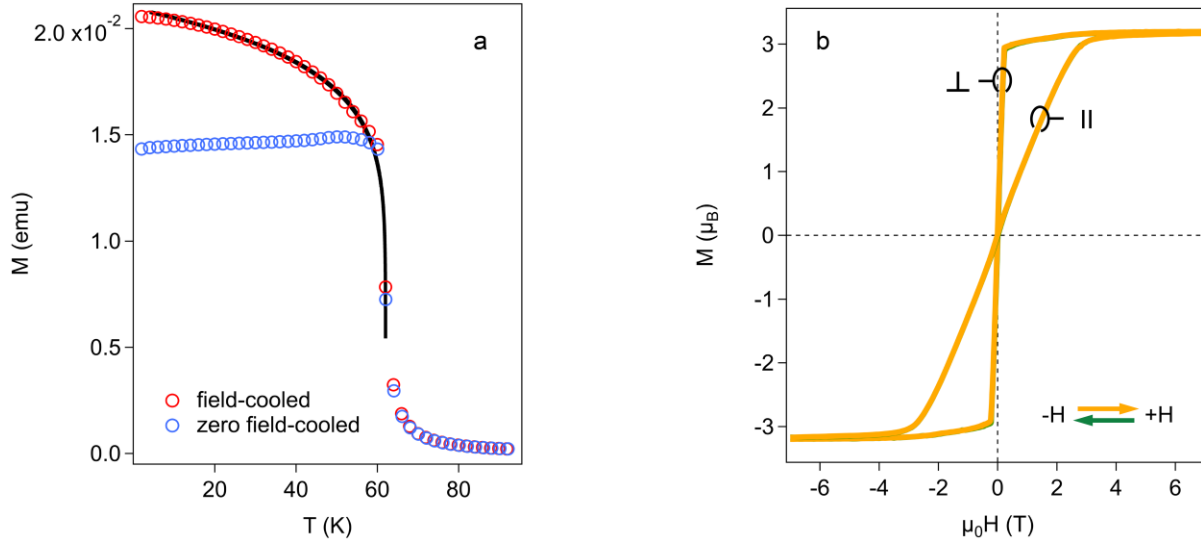 a
2.0 x10⁻²
1.5
1.0
0.5
0.0
M (emu)
field-cooled
zero field-cooled
20
40
60
80
T (K)
b
3
2
1
0
-1
-2
-3
M (μB)
⊥
||
-H +H
-6
-4
-2
0
2
4
6
μ₀H (T)